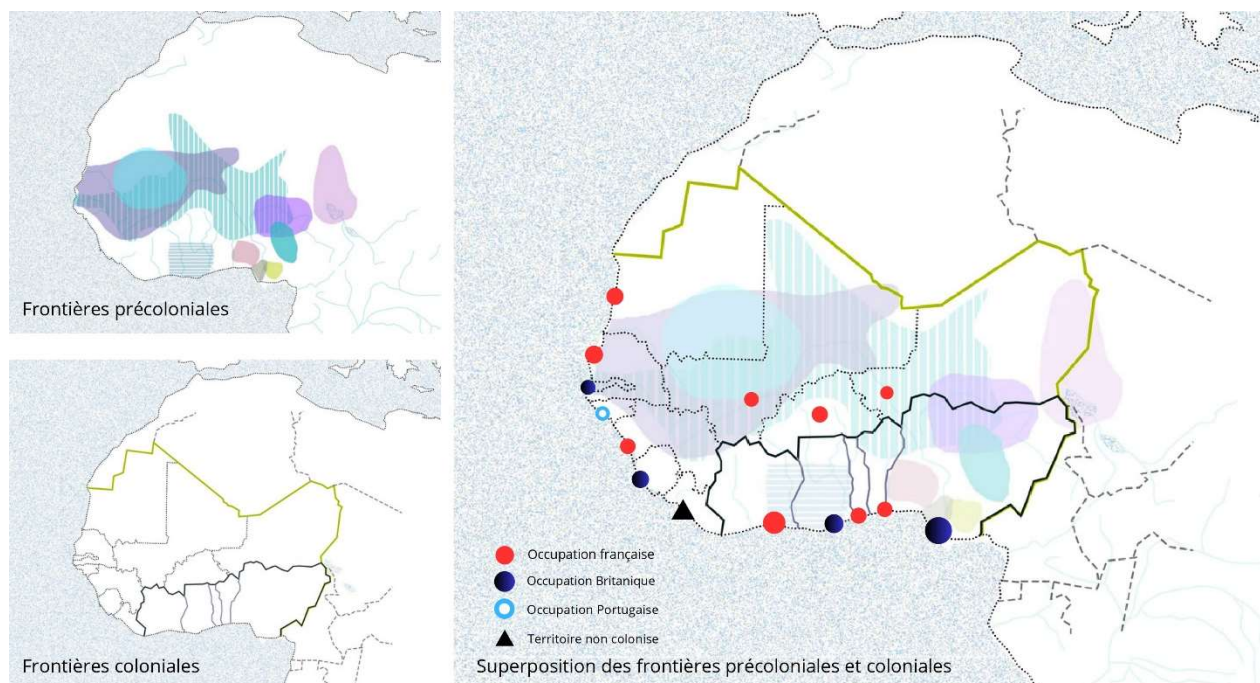 Frontières précoloniales
Frontières coloniales
Occupation française
Occupation Britanique
Occupation Portugaise
Territoire non colonise
Superposition des frontières précoloniales et coloniales